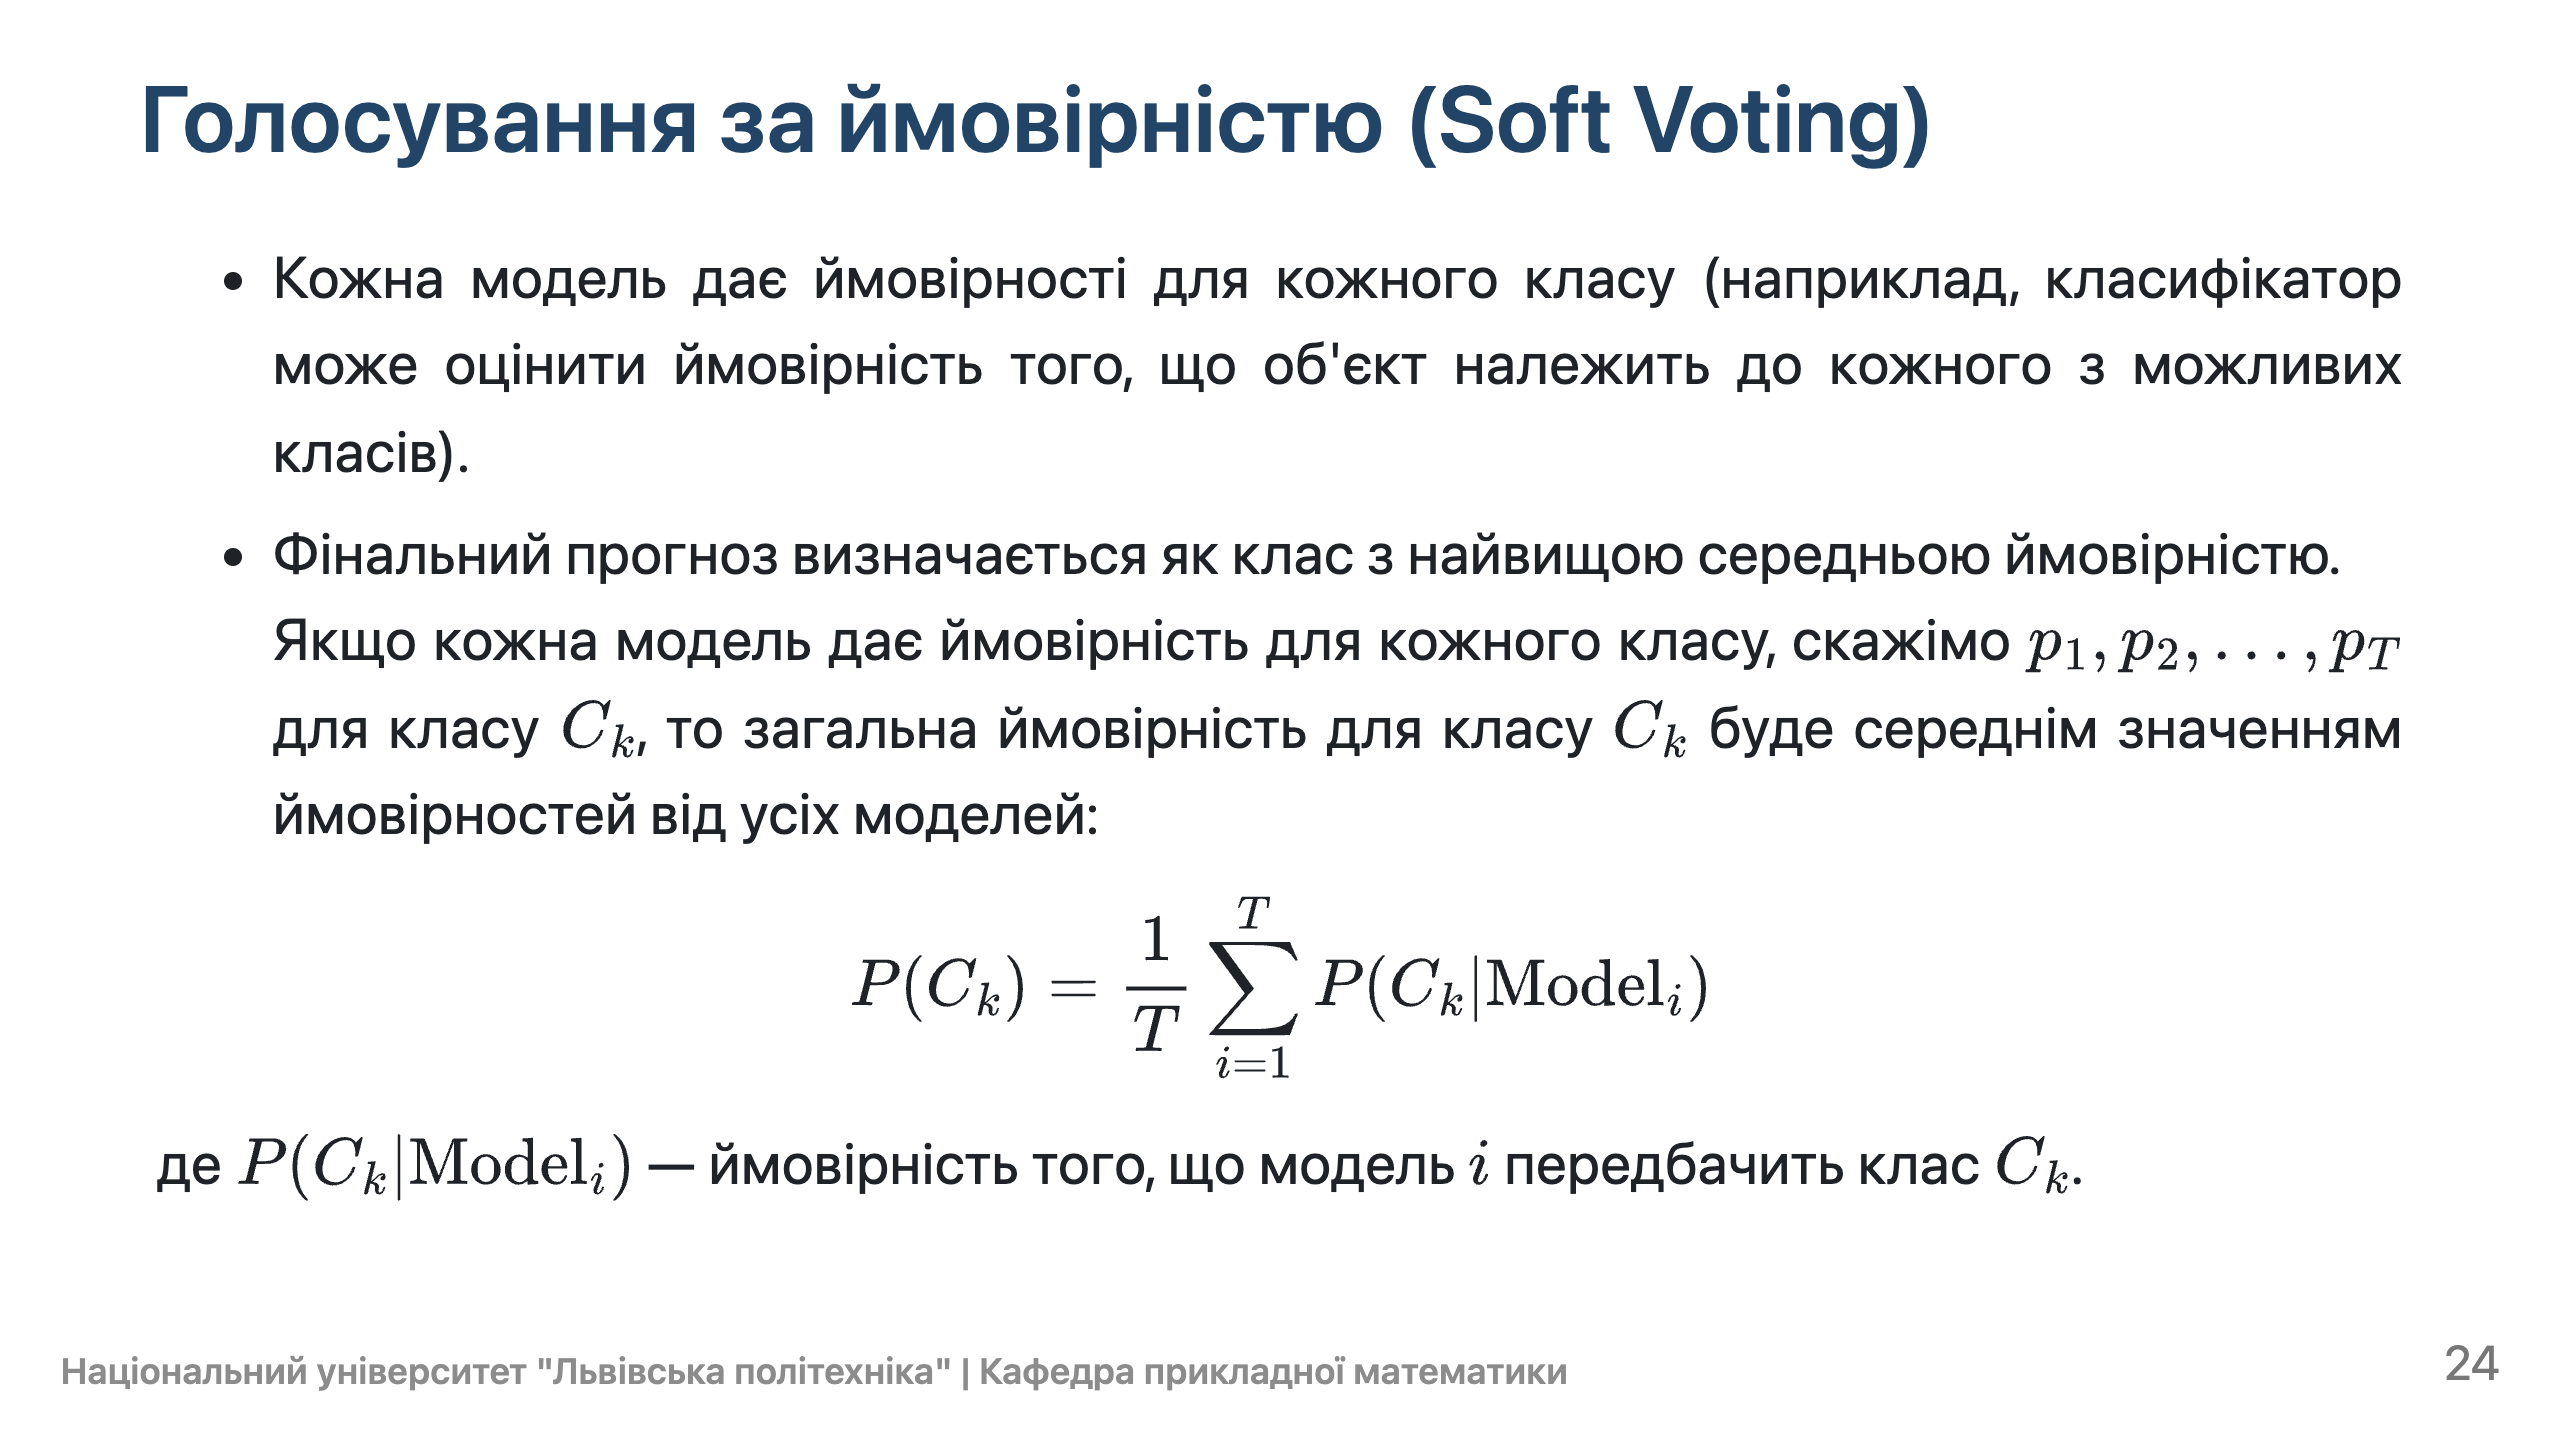 Голосування за ймовірністю (Soft Voting)
• Кожна модель дає ймовірності для кожного класу (наприклад, класифікатор
може оцінити ймовірність того, що об'єкт належить до кожного з можливих
класів).
• Фінальний прогноз визначається як клас з найвищою середньою ймовірністю.
Якщо кожна модель дає ймовірність для кожного класу, скажімо $p_1, p_2, \ldots, p_T$
для класу $C_k$, то загальна ймовірність для класу $C_k$ буде середнім значенням
ймовірностей від усіх моделей:
$P(C_k) = \frac{1}{T} \sum_{i=1}^{T} P(C_k|\text{Model}_i)$
де $P(C_k|\text{Model}_i)$ — ймовірність того, що модель $i$ передбачить клас $C_k$.
Національний університет "Львівська політехніка" | Кафедра прикладної математики
24